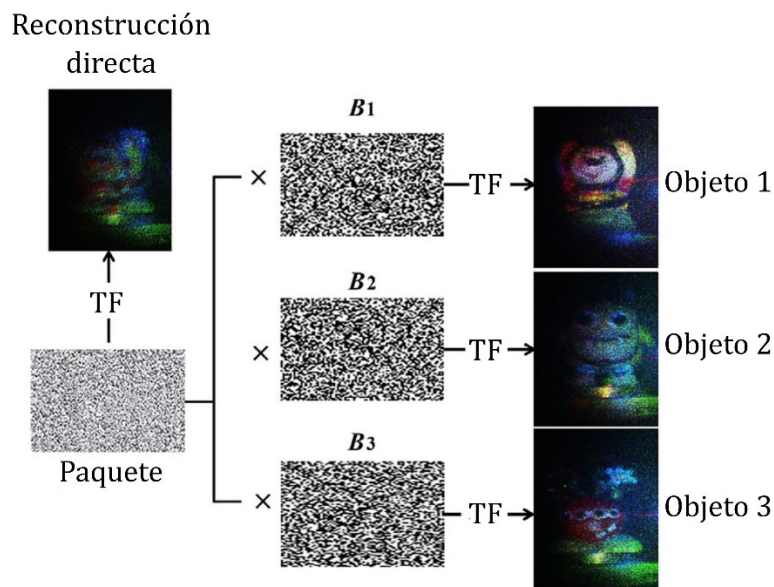 Reconstrucción
directa
TF
Paquete
B1
× TF Objeto 1
B2
× TF Objeto 2
B3
× TF Objeto 3